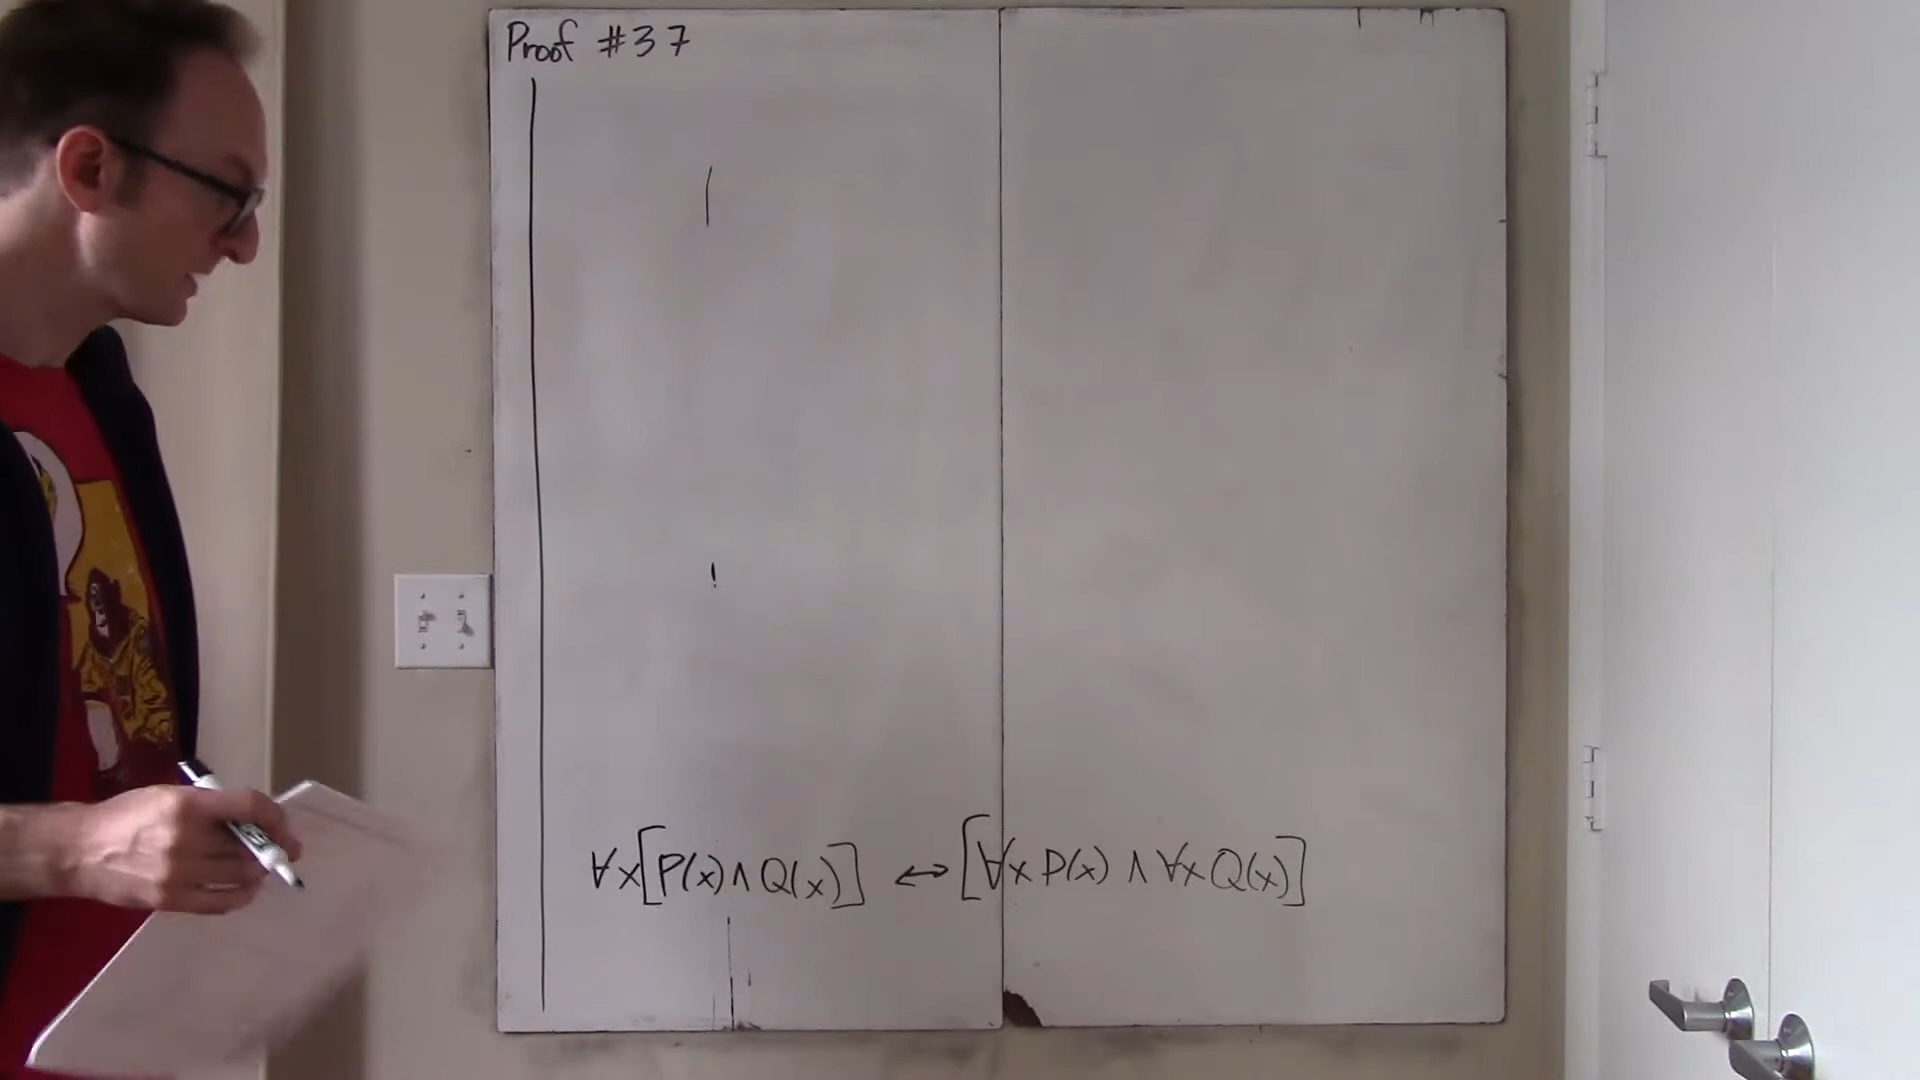 Proof #37
∀x[P(x)∧Q(x)] ↔ [∀x P(x) ∧ ∀x Q(x)]